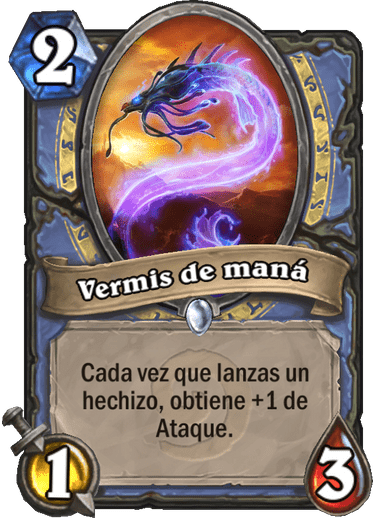 2
Vermis de maná
Cada vez que lanzas un
hechizo, obtiene +1 de
Ataque.
1
3